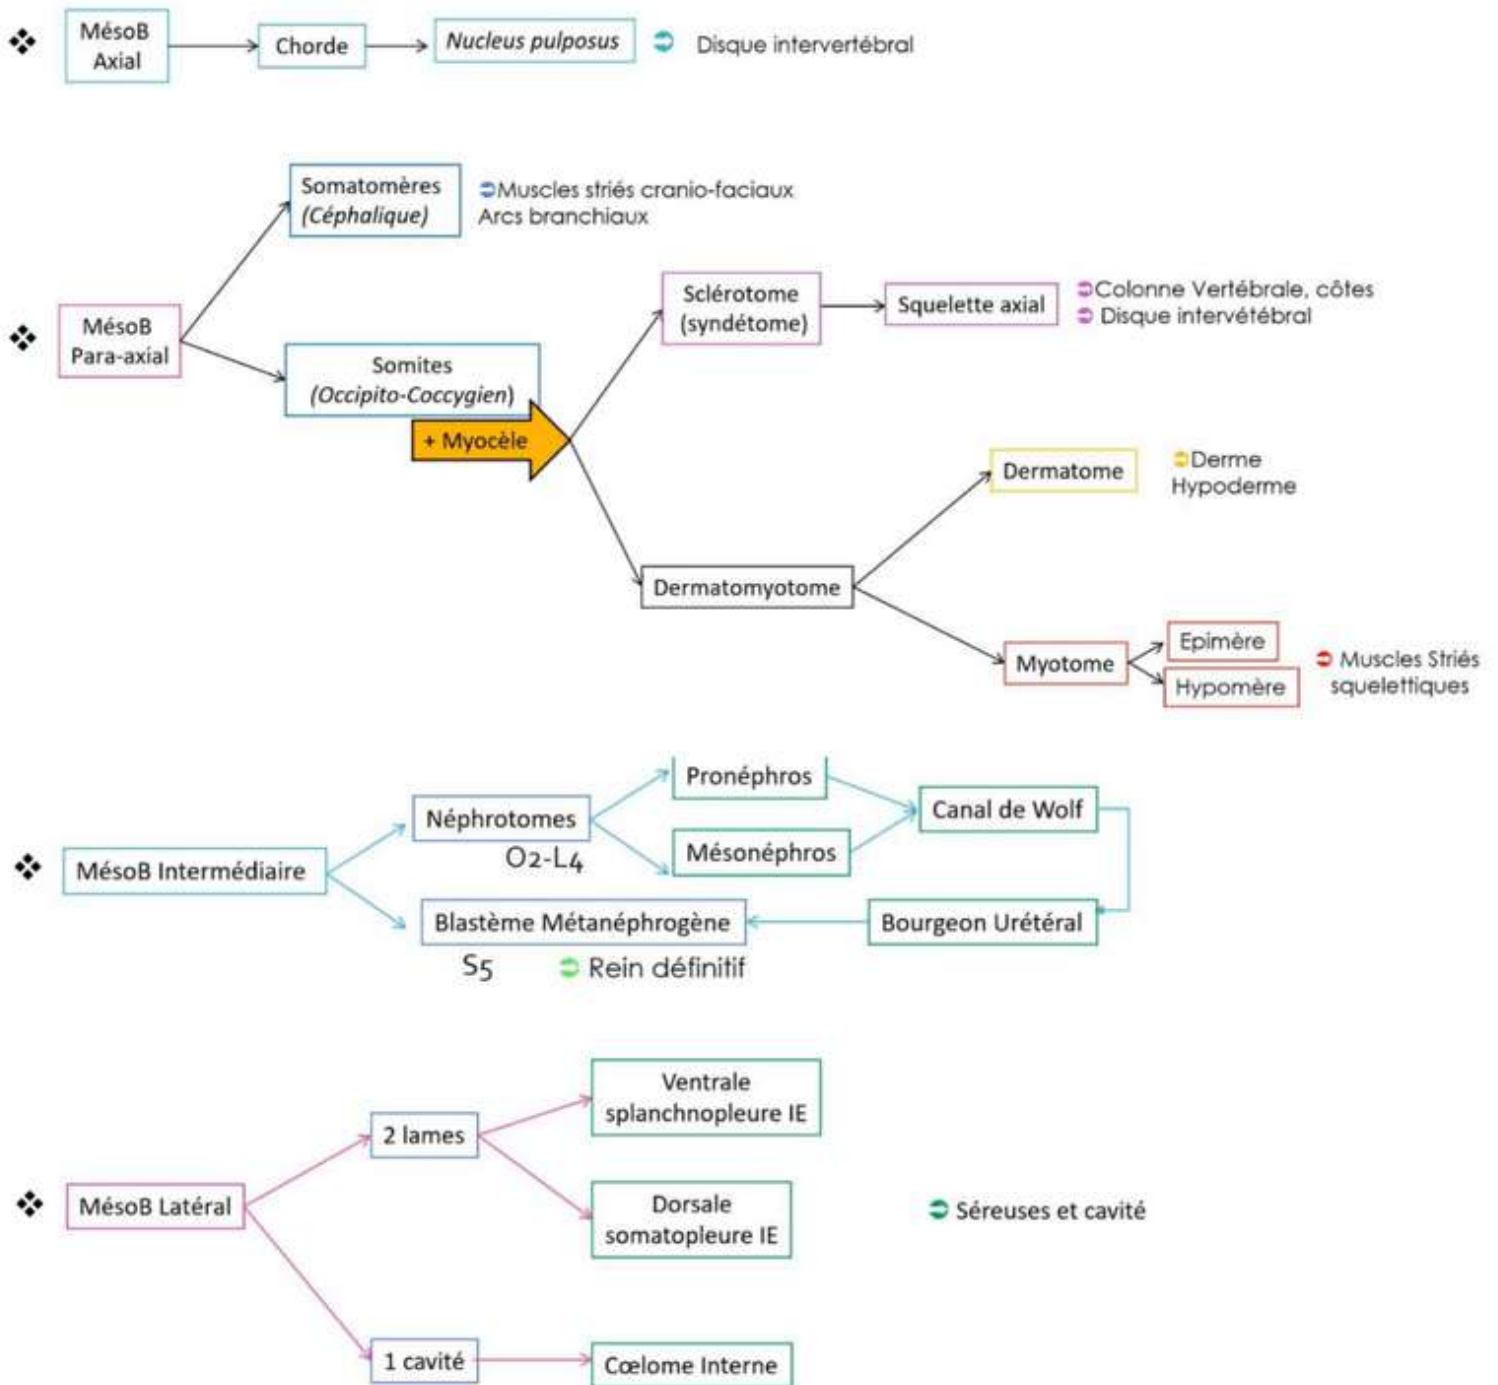 MésoB
Axial
Chorde
Nucleus pulposus
Disque intervertébral
Somatomères
(Céphalique)
Muscles striés cranio-faciaux
Arcs branchiaux
MésoB
Para-axial
Somites
(Occipito-Coccygien)
+ Myocèle
Sclérotome
(syndétome)
Squelette axial
Colonne Vertébrale, côtes
Disque intervétébral
Dermatome
Derme
Hypoderme
Dermatomyotome
Myotome
Epimère
Hypomère
Muscles Striés
squelettiques
MésoB Intermédiaire
Néphrotomes
O2-L4
Pronéphros
Mésonéphros
Canal de Wolf
Blastème Métanéphrogène
Bourgeon Urétéral
S5
Rein définitif
MésoB Latéral
2 lames
Ventrale
splanchnopleure IE
Dorsale
somatopleure IE
Séreuses et cavité
1 cavité
Cœlome Interne